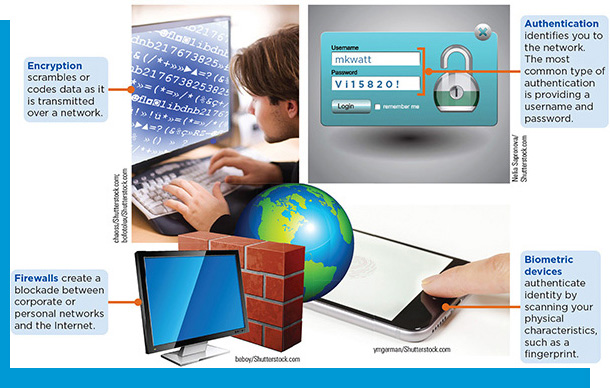 Encryption
scrambles or
codes data as it
is transmitted
over a network.
chaoss/Shutterstock.com;
bofotolux/Shutterstock.com
Username
mkwatt
Password
Vi15820!
Login
remember me
Nelia Sapronova/
Shutterstock.com
Authentication
identifies you to
the network.
The most
common type of
authentication
is providing a
username and
password.
Firewalls create a
blockade between
corporate or
personal networks
and the Internet.
beboy/Shutterstock.com
ymgerman/Shutterstock.com
Biometric
devices
authenticate
identity by
scanning your
physical
characteristics,
such as a
fingerprint.